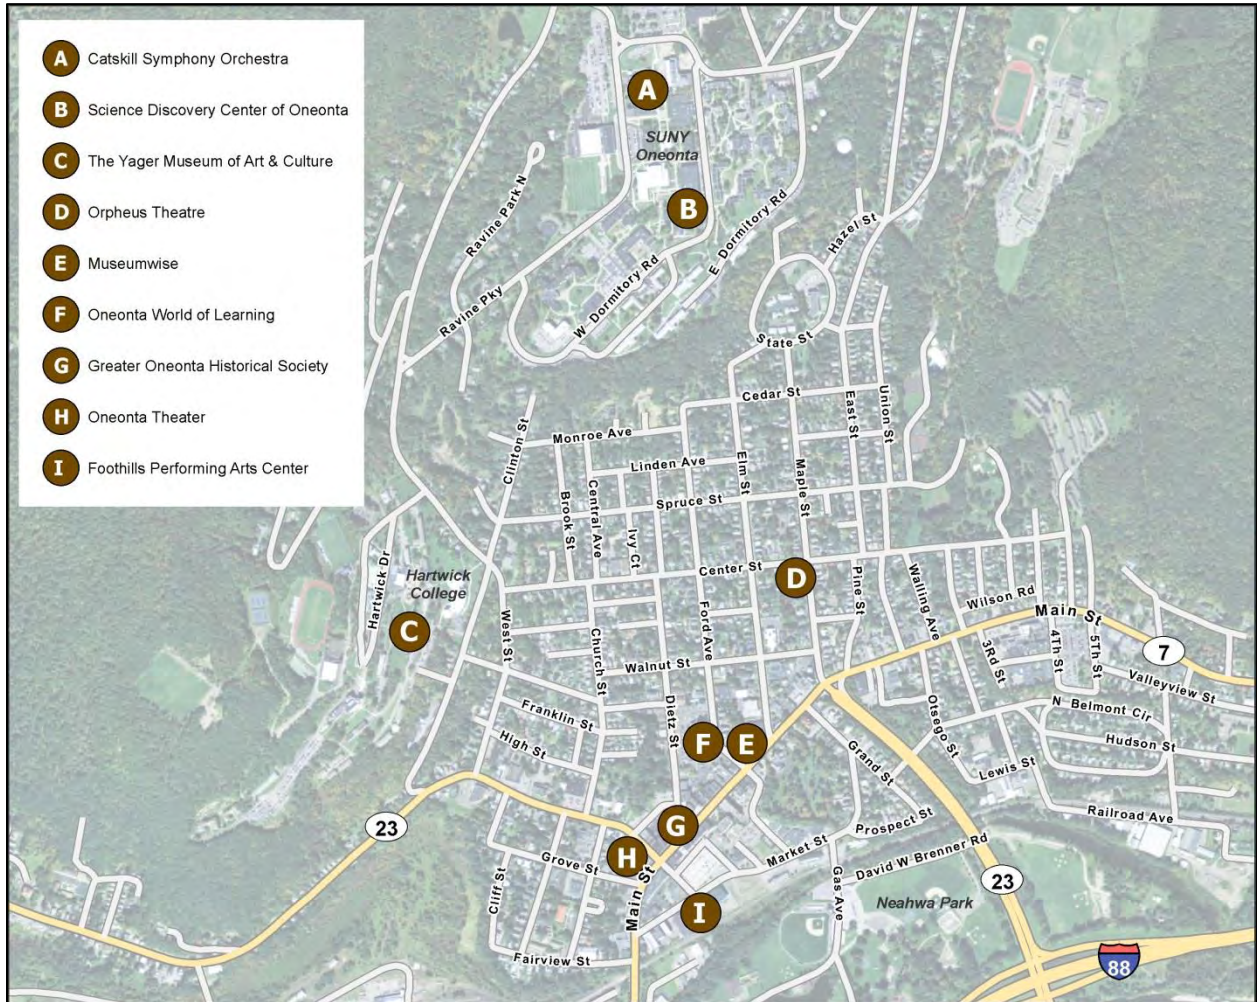 A Catskill Symphony Orchestra
B Science Discovery Center of Oneonta
C The Yager Museum of Art & Culture
D Orpheus Theatre
E Museumwise
F Oneonta World of Learning
G Greater Oneonta Historical Society
H Oneonta Theater
I Foothills Performing Arts Center
A
SUNY
Oneonta
B
Ravine Park N
Ravine Pky
W Dormitory Rd
E Dormitory Rd
Hazel St
State St
Cedar St
Union St
East St
Clinton St
Monroe Ave
Linden Ave
Elm St
Maple St
Spruce St
Brook St
Central Ave
Ivy Ct
Center St
D
Hartwick Dr
Hartwick
College
C
West St
Church St
Ford Ave
Pine St
Walling Ave
Wilson Rd
Main St
7
3Rd St
4Th St
5Th St
Valleyview St
Walnut St
Dietz St
Franklin St
High St
F
E
Grand St
Otsego St
N Belmont Cir
Hudson St
Lewis St
Railroad Ave
23
G
H
Grove St
Cliff St
Main St
Market St
Prospect St
David W Brenner Rd
Gas Ave
23
Neahwa Park
I
Fairview St
88